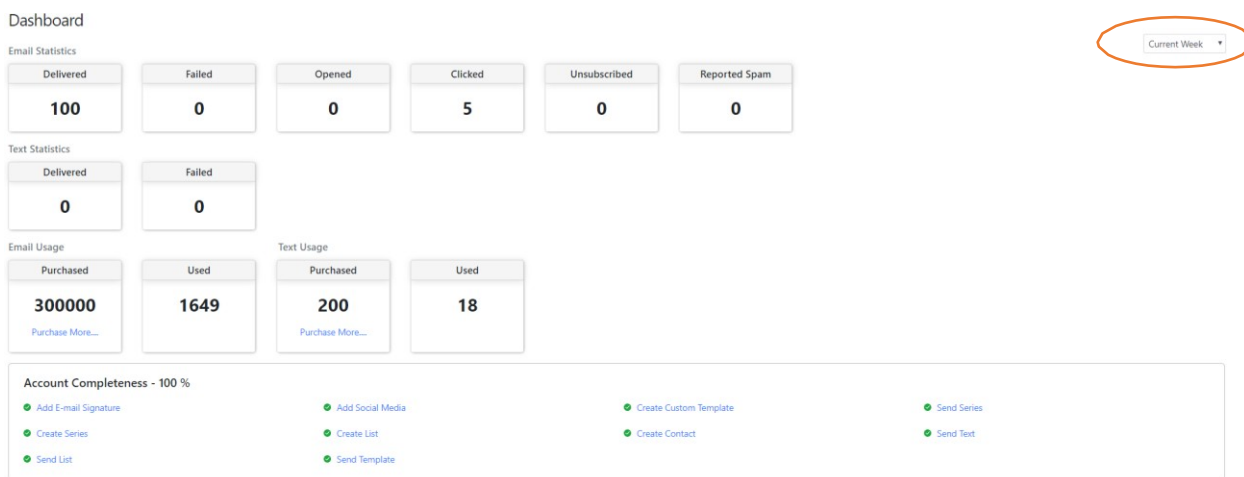 Dashboard
Current Week
Email Statistics
Delivered Failed Opened Clicked Unsubscribed Reported Spam
100 0 0 5 0 0
Text Statistics
Delivered Failed
0 0
Email Usage Text Usage
Purchased Used Purchased Used
300000 1649 200 18
Purchase More.... Purchase More....
Account Completeness - 100 %
Add E-mail Signature Add Social Media Create Custom Template Send Series
Create Series Create List Create Contact Send Text
Send List Send Template